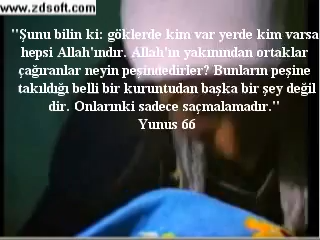 www.zdsoft.com
"Şunu bilin ki: göklerde kim var yerde kim varsa
hepsi Allah'ındır. Allah'ın yakınından ortaklar
çağıranlar neyin peşindedirler? Bunların peşine
takıldığı belli bir kuruntudan başka bir şey değil
dir. Onlarınki sadece saçmalamadır."
Yunus 66